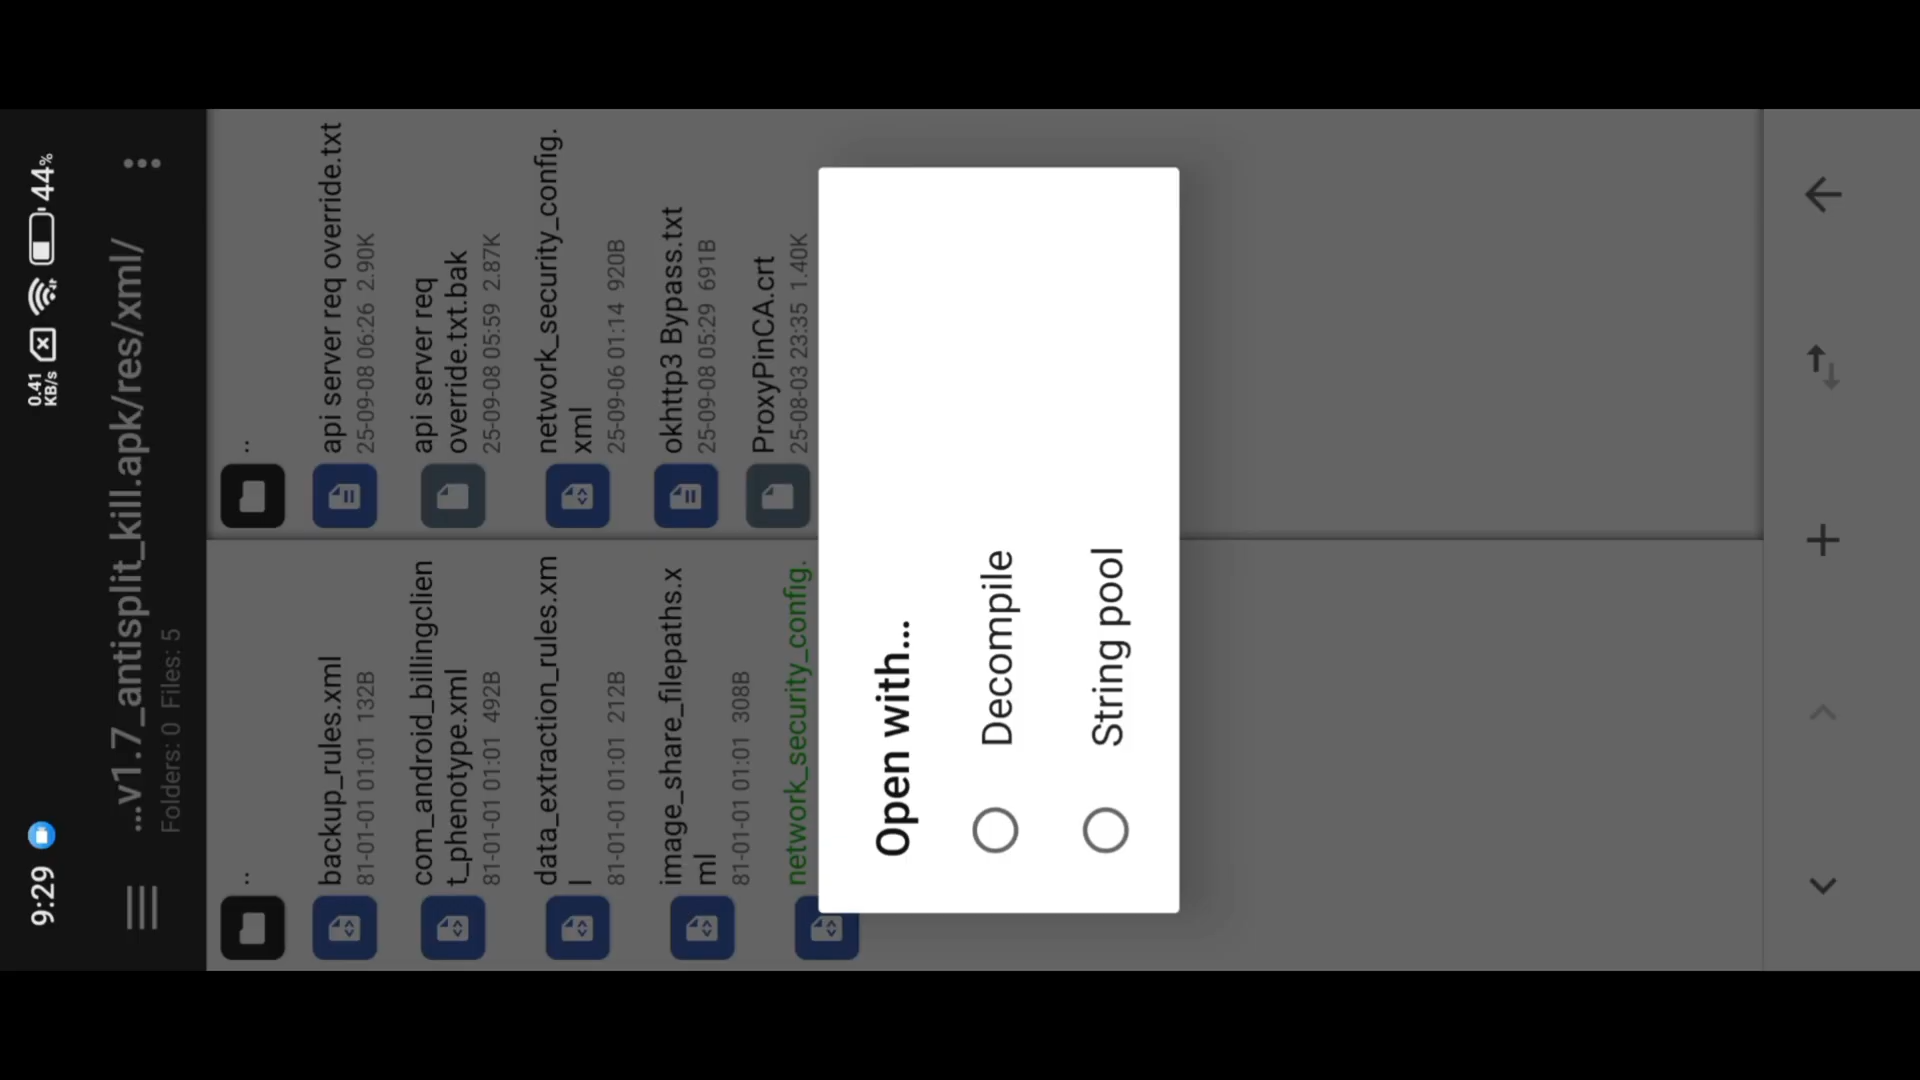 9:29
0.41
KB/s
44%
...v1.7_antisplit_kill.apk/res/xml/
Folders: 0 Files: 5
..
backup_rules.xml
81-01-01 01:01 132B
com_android_billingclien
t_phenotype.xml
81-01-01 01:01 492B
data_extraction_rules.xm
l
81-01-01 01:01 212B
image_share_filepaths.x
ml
81-01-01 01:01 308B
network_security_config.
..
api server req override.txt
25-09-08 06:26 2.90K
api server req
override.txt.bak
25-09-08 05:59 2.87K
network_security_config.
xml
25-09-06 01:14 920B
okhttp3 Bypass.txt
25-09-08 05:29 691B
ProxyPinCA.crt
25-08-03 23:35 1.40K
Open with...
Decompile
String pool